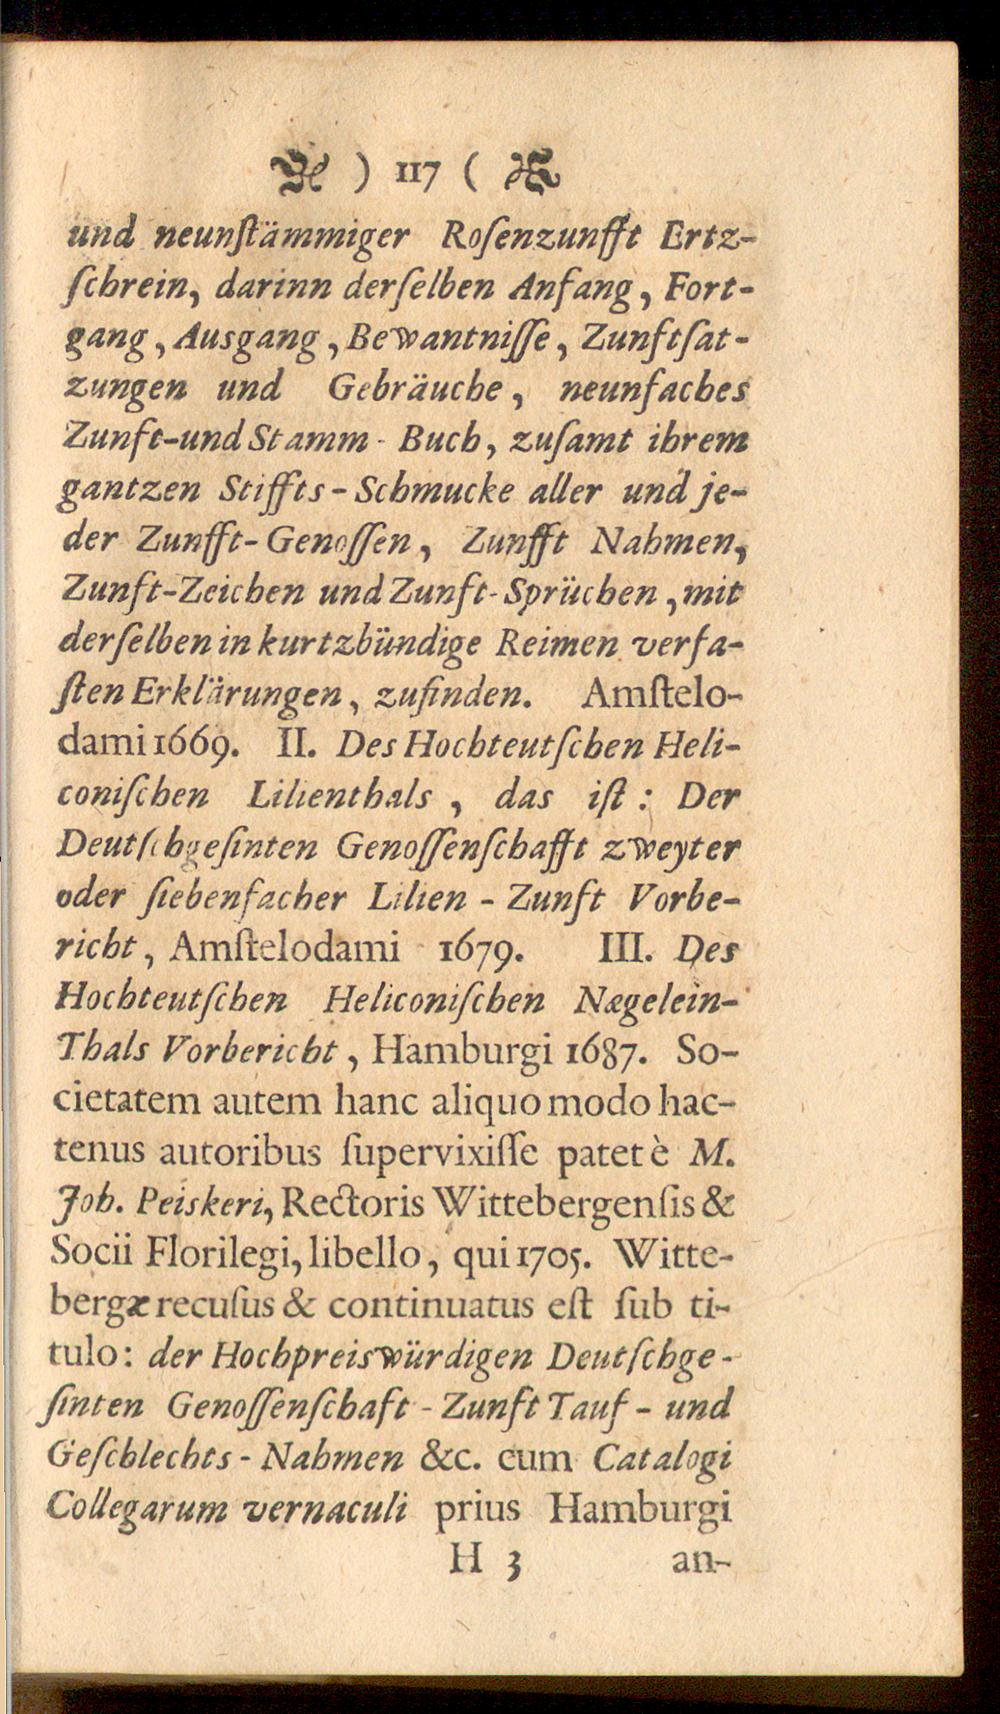 ) 117 (
und neunſtämmiger Roſenzunfft Ertz-
ſchrein, darinn derſelben Anfang, Fort-
gang, Ausgang, Bewantniſſe, Zunftſat-
zungen und Gebräuche, neunfaches
Zunft-und Stamm-Buch, zuſamt ihrem
gantzen Stiffts-Schmucke aller und je-
der Zunfft-Genoſſen, Zunfft Nahmen,
Zunft-Zeichen und Zunft-Sprüchen, mit
derſelben in kurtzbündige Reimen verfa-
ſten Erklärungen, zufinden. Amſtelo-
dami 1669. II. Des Hochteutſchen Heli-
coniſchen Lilienthals, das iſt: Der
Deutſchgeſinten Genoſſenſchafft zweyter
oder ſiebenfacher Lilien-Zunft Vorbe-
richt, Amſtelodami 1679. III. Des
Hochteutſchen Heliconiſchen Nægelein-
Thals Vorbericht, Hamburgi 1687. So-
cietatem autem hanc aliquo modo hac-
tenus autoribus ſupervixiſſe patet è M.
Joh. Peiskeri, Rectoris Wittebergenſis &
Socii Florilegi, libello, qui 1705. Witte-
bergæ recuſus & continuatus eſt ſub ti-
tulo: der Hochpreiswürdigen Deutſchge-
ſinten Genoſſenſchaft-Zunft Tauf- und
Geſchlechts-Nahmen &c. cum Catalogi
Collegarum vernaculi prius Hamburgi
H 3 an-